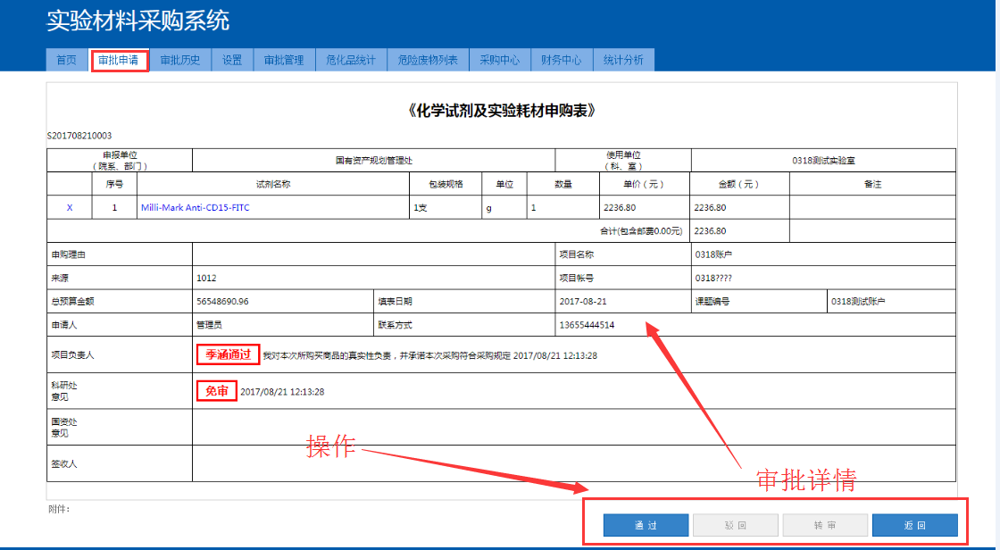 实验材料采购系统
首页 审批申请 审批历史 设置 审批管理 危化品统计 危险废物列表 采购中心 财务中心 统计分析
《化学试剂及实验耗材申购表》
S201708210003
申报单位
（院系、部门） 国有资产规划管理处 使用单位
（科、室） 0318测试实验室
序号 试剂名称 包装规格 单位 数量 单价（元） 金额（元） 备注
X 1 Milli-Mark Anti-CD15-FITC 1支 g 1 2236.80 2236.80
合计(包含邮费0.00元) 2236.80
申购理由 项目名称 0318账户
来源 1012 项目帐号 0318????
总预算金额 56548690.96 填表日期 2017-08-21 课题编号 0318测试账户
申请人 管理员 联系方式 13655444514
项目负责人 季涵通过 我对本次所购买商品的真实性负责，并承诺本次采购符合采购规定 2017/08/21 12:13:28
科研处
意见 免审 2017/08/21 12:13:28
国资处
意见
签收人
操作
审批详情
附件：
通 过 驳 回 转 审 返 回